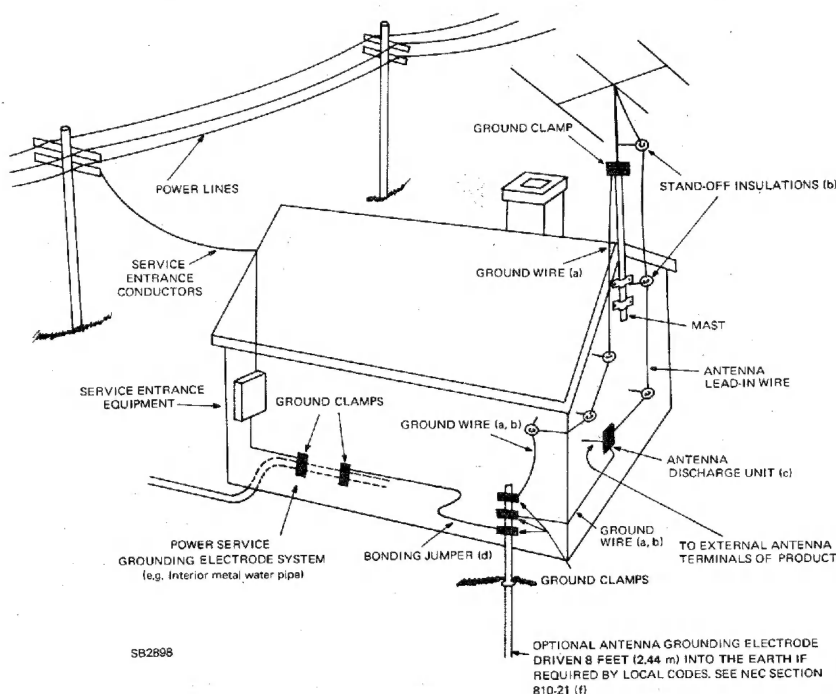 GROUND CLAMP
POWER LINES
STAND-OFF INSULATIONS (b)
SERVICE
ENTRANCE
CONDUCTORS
GROUND WIRE (a)
MAST
ANTENNA
LEAD-IN WIRE
SERVICE ENTRANCE
EQUIPMENT
GROUND CLAMPS
GROUND WIRE (a, b)
ANTENNA
DISCHARGE UNIT (c)
POWER SERVICE
GROUNDING ELECTRODE SYSTEM
(e.g. Interior metal water pipe)
BONDING JUMPER (d)
GROUND
WIRE (a, b)
TO EXTERNAL ANTENNA
TERMINALS OF PRODUCT
GROUND CLAMPS
SB2898
OPTIONAL ANTENNA GROUNDING ELECTRODE
DRIVEN 8 FEET (2.44 m) INTO THE EARTH IF
REQUIRED BY LOCAL CODES. SEE NEC SECTION
810-21 (f)